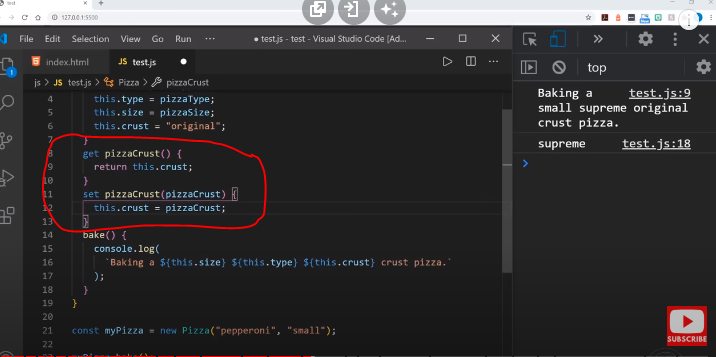 test
127.0.0.1:5500
File Edit Selection View Go Run ··· ● test.js - test - Visual Studio Code [Ad...
index.html JS test.js ●
js > JS test.js > Pizza > pizzaCrust
4 this.type = pizzaType;
5 this.size = pizzaSize;
6 this.crust = "original";
7 }
8 get pizzaCrust() {
9 return this.crust;
10 }
11 set pizzaCrust(pizzaCrust) {
12 this.crust = pizzaCrust;
13 }
14 bake() {
15 console.log(
16 `Baking a ${this.size} ${this.type} ${this.crust} crust pizza.`
17 );
18 }
19 }
20
21 const myPizza = new Pizza("pepperoni", "small");
22
top
Baking a test.js:9
small supreme original
crust pizza.
supreme test.js:18
>
SUBSCRIBE